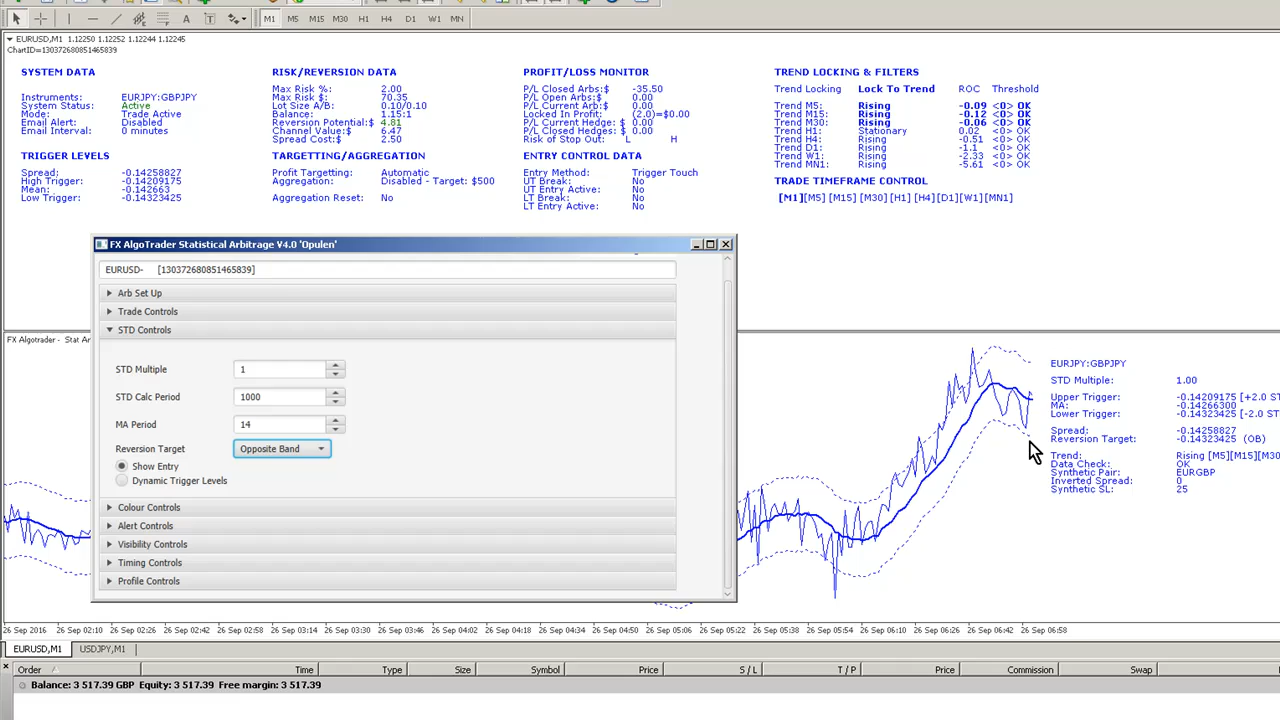 A
T
M1 M5 M15 M30 H1 H4 D1 W1 MN
EURUSD,M1 1.12250 1.12252 1.12244 1.12245
ChartID=130372680851465839
SYSTEM DATA
Instruments: EURJPY:GBPJPY
System Status: Active
Mode: Trade Active
Email Alert: Disabled
Email Interval: 0 minutes
TRIGGER LEVELS
Spread: -0.14258827
High Trigger: -0.14209175
Mean: -0.142663
Low Trigger: -0.14323425
RISK/REVERSION DATA
Max Risk %: 2.00
Max Risk $: 70.35
Lot Size A/B: 0.10/0.10
Balance: 1.15:1
Reversion Potential:$ 4.81
Channel Value:$ 6.47
Spread Cost:$ 2.50
TARGETTING/AGGREGATION
Profit Targetting: Automatic
Aggregation: Disabled - Target: $500
Aggregation Reset: No
PROFIT/LOSS MONITOR
P/L Closed Arbs:$ -35.50
P/L Open Arbs:$ 0.00
P/L Current Arb:$ 0.00
Locked In Profit: (2.0)=$0.00
P/L Current Hedge:$ 0.00
P/L Closed Hedges:$ 0.00
Risk of Stop Out: L H
ENTRY CONTROL DATA
Entry Method: Trigger Touch
UT Break: No
UT Entry Active: No
LT Break: No
LT Entry Active: No
TREND LOCKING & FILTERS
Trend Locking Lock To Trend ROC Threshold
Trend M5: Rising -0.09 <0> OK
Trend M15: Rising -0.12 <0> OK
Trend M30: Rising -0.06 <0> OK
Trend H1: Stationary 0.02 <0> OK
Trend H4: Rising -0.51 <0> OK
Trend D1: Rising -1.1 <0> OK
Trend W1: Rising -2.33 <0> OK
Trend MN1: Rising -5.61 <0> OK
TRADE TIMEFRAME CONTROL
[M1][M5] [M15] [M30] [H1] [H4] [D1][W1][MN1]
FX AlgoTrader Statistical Arbitrage V4.0 'Opulen'
EURUSD- [130372680851465839]
Arb Set Up
Trade Controls
STD Controls
STD Multiple 1
STD Calc Period 1000
MA Period 14
Reversion Target Opposite Band
Show Entry
Dynamic Trigger Levels
Colour Controls
Alert Controls
Visibility Controls
Timing Controls
Profile Controls
FX Algotrader - Stat Ar
EURJPY:GBPJPY
STD Multiple: 1.00
Upper Trigger: -0.14209175 [+2.0 ST
MA: -0.14266300
Lower Trigger: -0.14323425 [-2.0 ST
Spread: -0.14258827
Reversion Target: -0.14323425 (OB)
Trend: Rising [M5][M15][M30
Data Check: OK
Synthetic Pair: EURGBP
Inverted Spread: 0
Synthetic SL: 25
26 Sep 2016 26 Sep 02:10 26 Sep 02:26 26 Sep 02:42 26 Sep 02:58 26 Sep 03:14 26 Sep 03:30 26 Sep 03:46 26 Sep 04:02 26 Sep 04:18 26 Sep 04:34 26 Sep 04:50 26 Sep 05:06 26 Sep 05:22 26 Sep 05:38 26 Sep 05:54 26 Sep 06:10 26 Sep 06:26 26 Sep 06:42 26 Sep 06:58
EURUSD,M1 USDJPY,M1
Order Time Type Size Symbol Price S / L T / P Price Commission Swap
Balance: 3 517.39 GBP Equity: 3 517.39 Free margin: 3 517.39